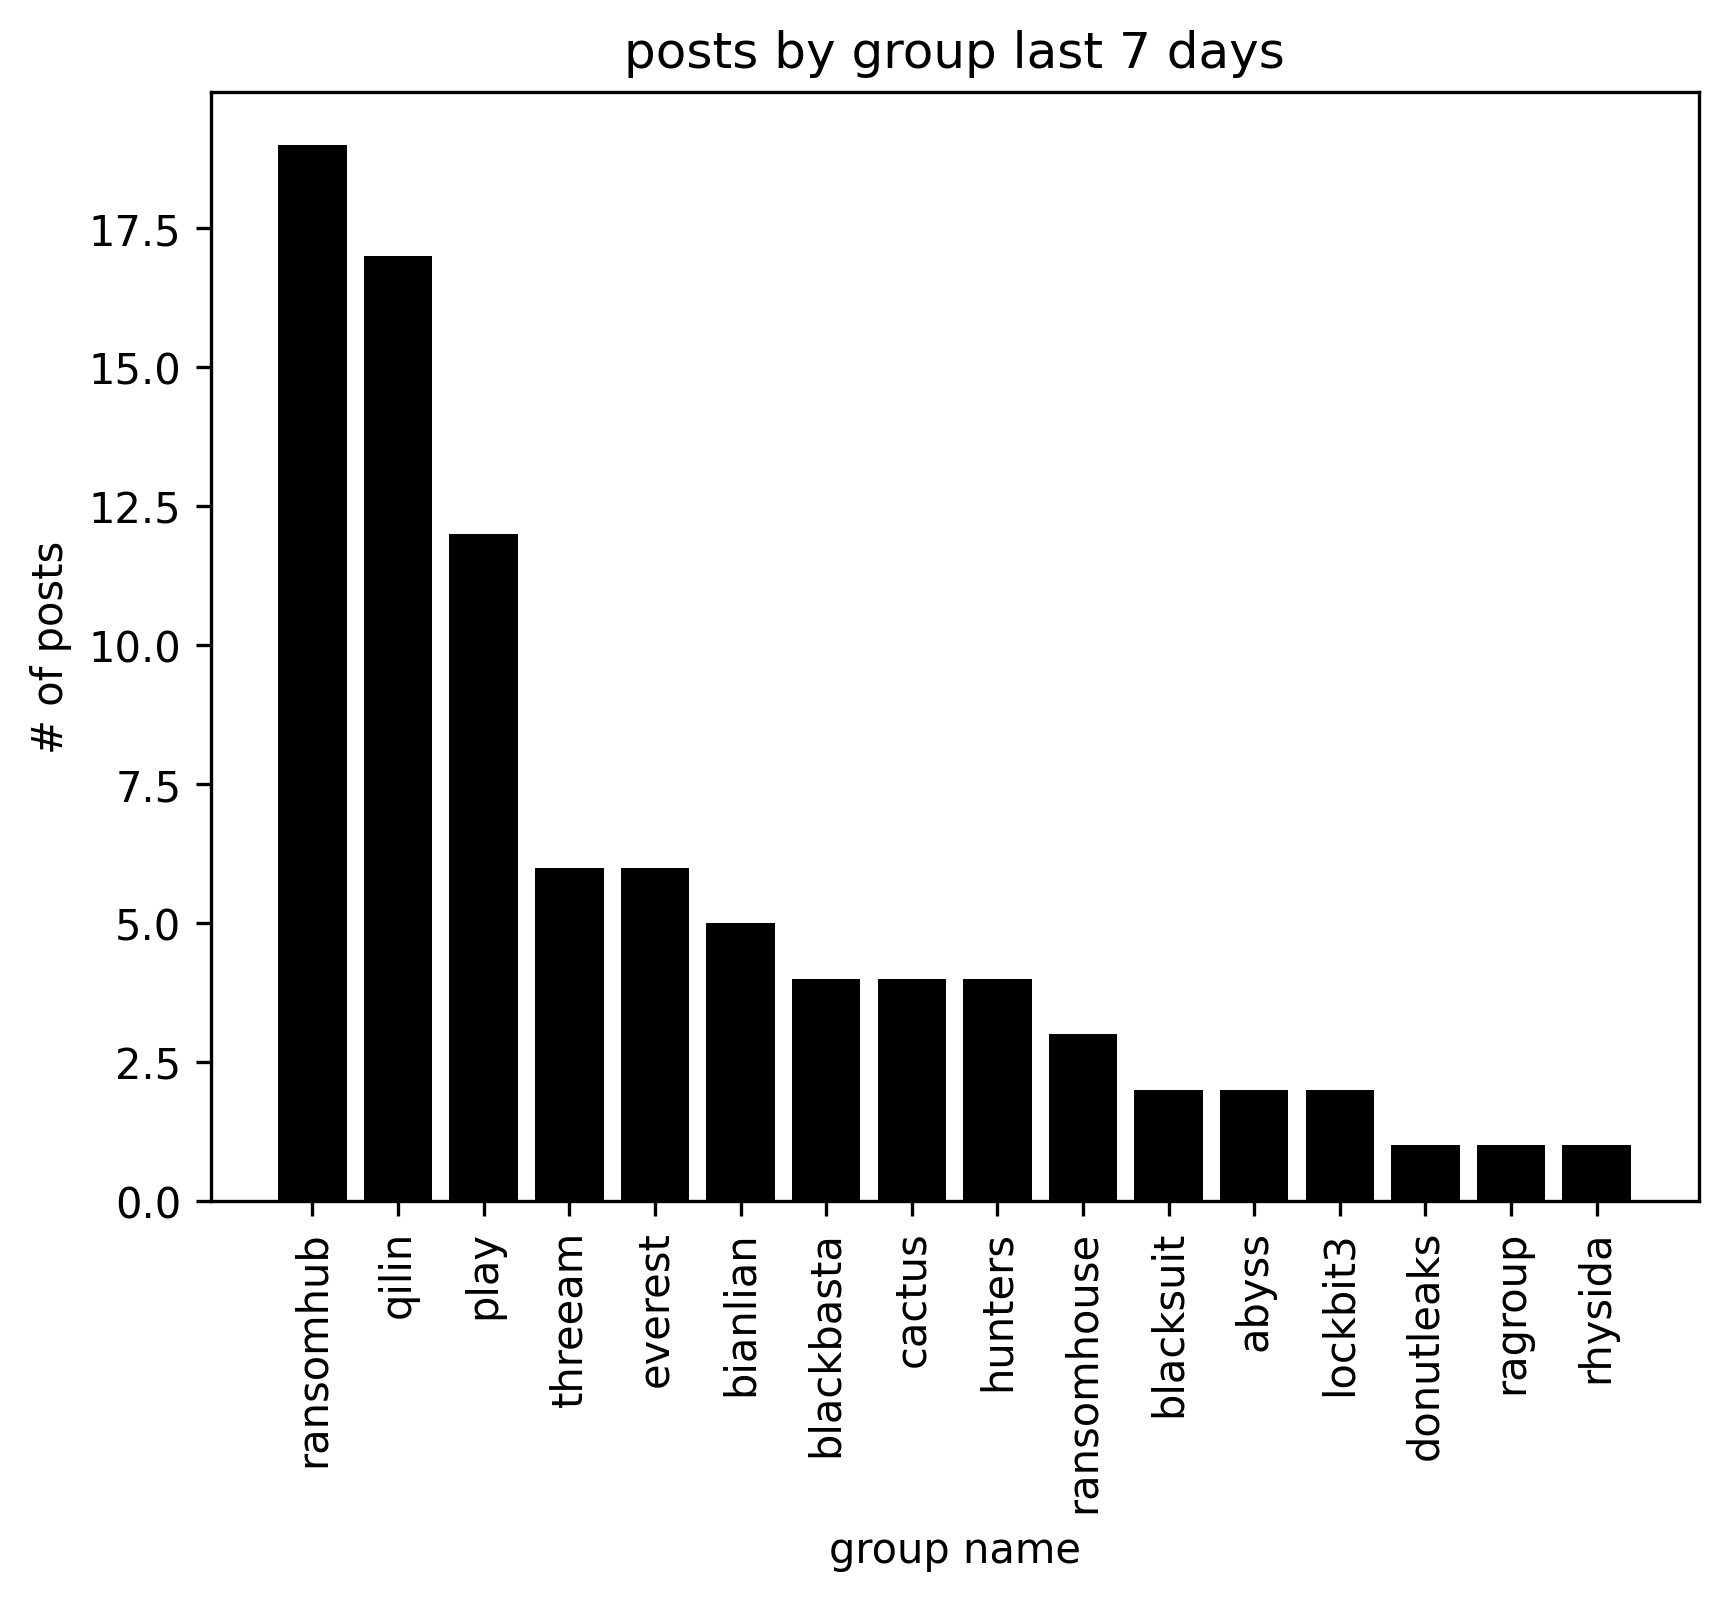 posts by group last 7 days
# of posts
17.5
15.0
12.5
10.0
7.5
5.0
2.5
0.0
ransomhub
qilin
play
threeam
everest
bianlian
blackbasta
cactus
hunters
ransomhouse
blacksuit
abyss
lockbit3
donutleaks
ragroup
rhysida
group name